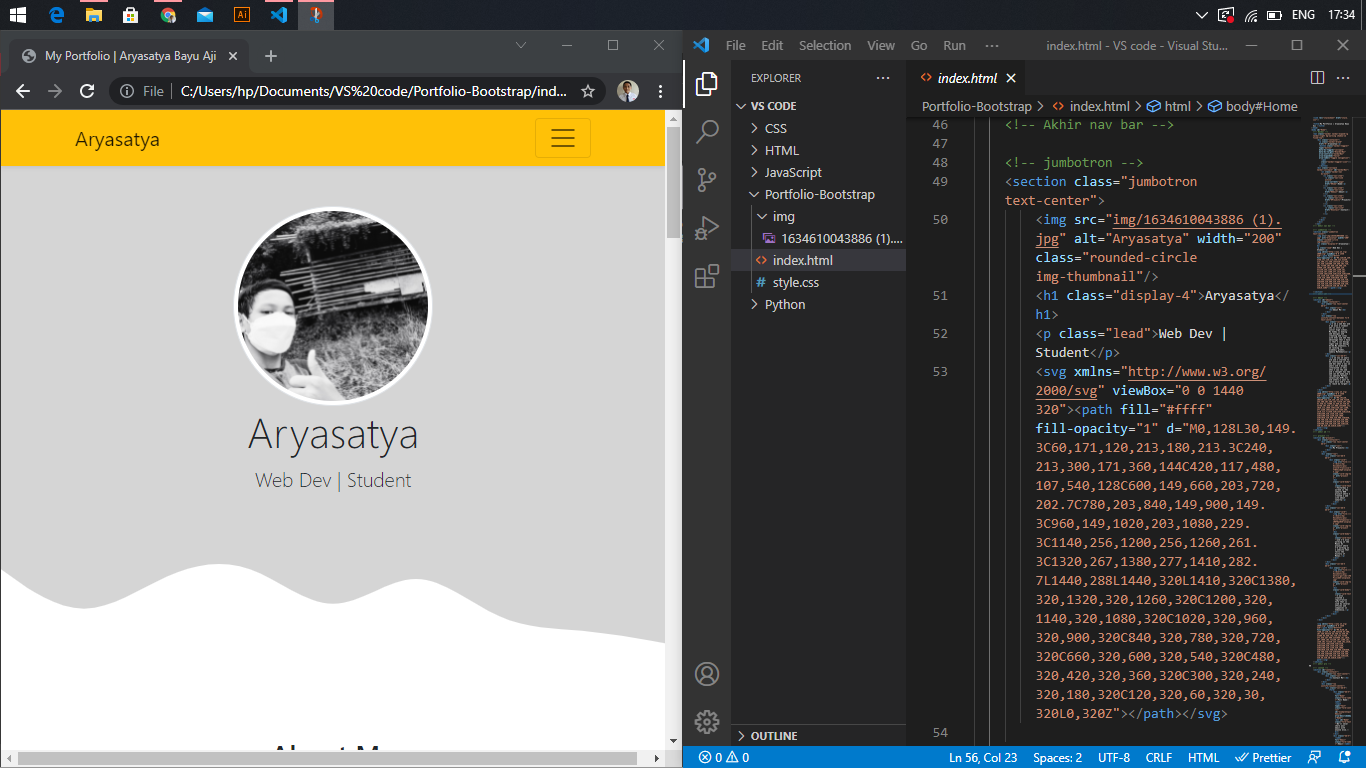 ENG 17:34
My Portfolio | Aryasatya Bayu Aji
File C:/Users/hp/Documents/VS%20code/Portfolio-Bootstrap/ind...
Aryasatya
Aryasatya
Web Dev | Student
File Edit Selection View Go Run ··· index.html - VS code - Visual Stu...
EXPLORER ···
VS CODE
CSS
HTML
JavaScript
Portfolio-Bootstrap
img
1634610043886 (1)....
index.html
# style.css
Python
OUTLINE
index.html
Portfolio-Bootstrap > index.html > html > body#Home
46 <!-- Akhir nav bar -->
47
48 <!-- jumbotron -->
49 <section class="jumbotron
text-center">
50 <img src="img/1634610043886 (1).
jpg" alt="Aryasatya" width="200"
class="rounded-circle
img-thumbnail"/>
51 <h1 class="display-4">Aryasatya</
h1>
52 <p class="lead">Web Dev |
Student</p>
53 <svg xmlns="http://www.w3.org/
2000/svg" viewBox="0 0 1440
320"><path fill="#ffff"
fill-opacity="1" d="M0,128L30,149.
3C60,171,120,213,180,213.3C240,
213,300,171,360,144C420,117,480,
107,540,128C600,149,660,203,720,
202.7C780,203,840,149,900,149.
3C960,149,1020,203,1080,229.
3C1140,256,1200,256,1260,261.
3C1320,267,1380,277,1410,282.
7L1440,288L1440,320L1410,320C1380,
320,1320,320,1260,320C1200,320,
1140,320,1080,320C1020,320,960,
320,900,320C840,320,780,320,720,
320C660,320,600,320,540,320C480,
320,420,320,360,320C300,320,240,
320,180,320C120,320,60,320,30,
320L0,320Z"></path></svg>
54
0 0 Ln 56, Col 23 Spaces: 2 UTF-8 CRLF HTML Prettier